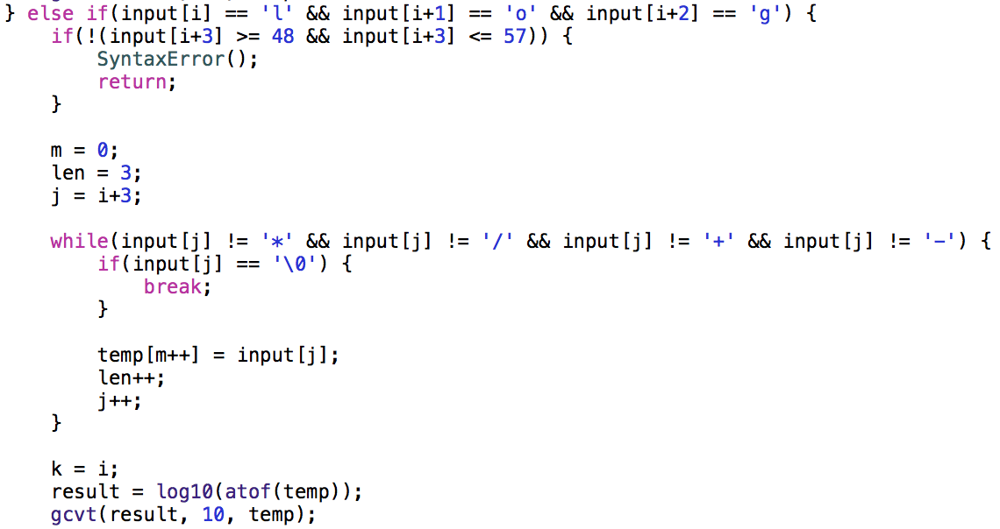 } else if(input[i] == 'l' && input[i+1] == 'o' && input[i+2] == 'g') {
    if(!(input[i+3] >= 48 && input[i+3] <= 57)) {
        SyntaxError();
        return;
    }

    m = 0;
    len = 3;
    j = i+3;

    while(input[j] != '*' && input[j] != '/' && input[j] != '+' && input[j] != '-') {
        if(input[j] == '\0') {
            break;
        }

        temp[m++] = input[j];
        len++;
        j++;
    }

    k = i;
    result = log10(atof(temp));
    gcvt(result, 10, temp);